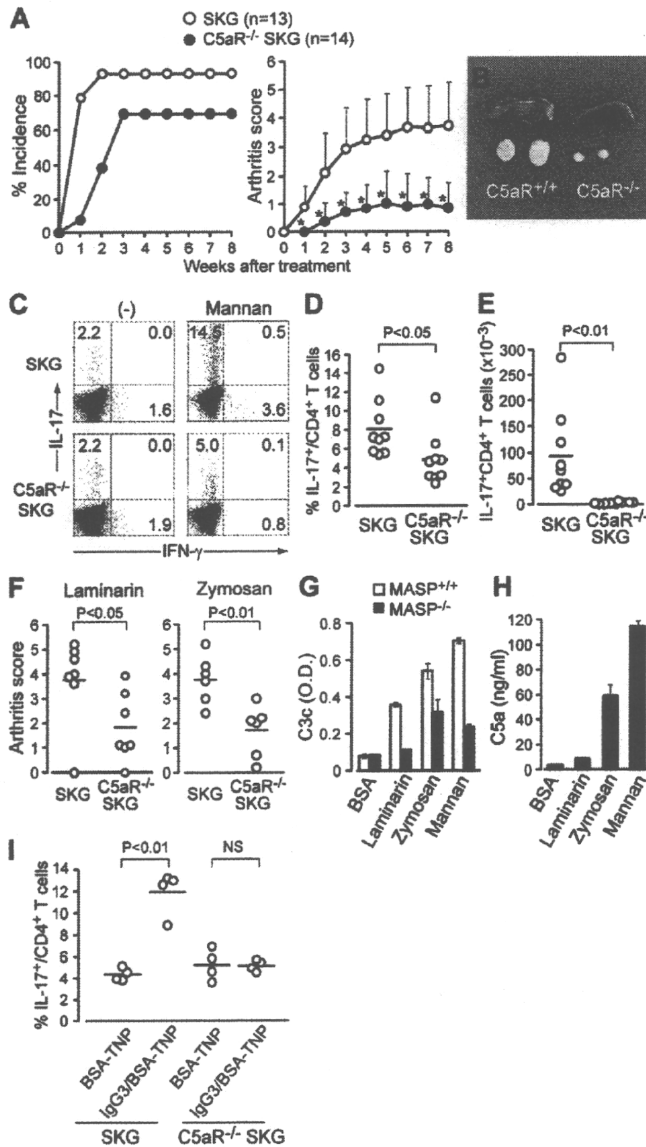 A
SKG (n=13)
C5aR-/- SKG (n=14)
% Incidence
100
80
60
40
20
0
0 1 2 3 4 5 6 7 8
Arthritis score
6
5
4
3
2
1
0
* * * * * * * *
0 1 2 3 4 5 6 7 8
Weeks after treatment
B
C5aR+/+ C5aR-/-
C
(-) Mannan
SKG
2.2 0.0 14.5 0.5
1.6 3.6
IL-17
C5aR-/-
SKG
2.2 0.0 5.0 0.1
1.9 0.8
IFN-γ
D
P<0.05
% IL-17+/CD4+ T cells
16
14
12
10
8
6
4
2
0
SKG C5aR-/-
SKG
E
P<0.01
IL-17+CD4+ T cells (x10-3)
300
250
200
150
100
50
0
SKG C5aR-/-
SKG
F
Laminarin
P<0.05
Arthritis score
6
5
4
3
2
1
0
SKG C5aR-/-
SKG
Zymosan
P<0.01
6
5
4
3
2
1
0
SKG C5aR-/-
SKG
G
MASP+/+
MASP-/-
C3c (O.D.)
0.8
0.6
0.4
0.2
0
BSA
Laminarin
Zymosan
Mannan
H
C5a (ng/ml)
150
120
90
60
30
0
BSA
Laminarin
Zymosan
Mannan
I
P<0.01 NS
% IL-17+/CD4+ T cells
14
12
10
8
6
4
2
0
BSA-TNP
IgG3/BSA-TNP
BSA-TNP
IgG3/BSA-TNP
SKG C5aR-/- SKG